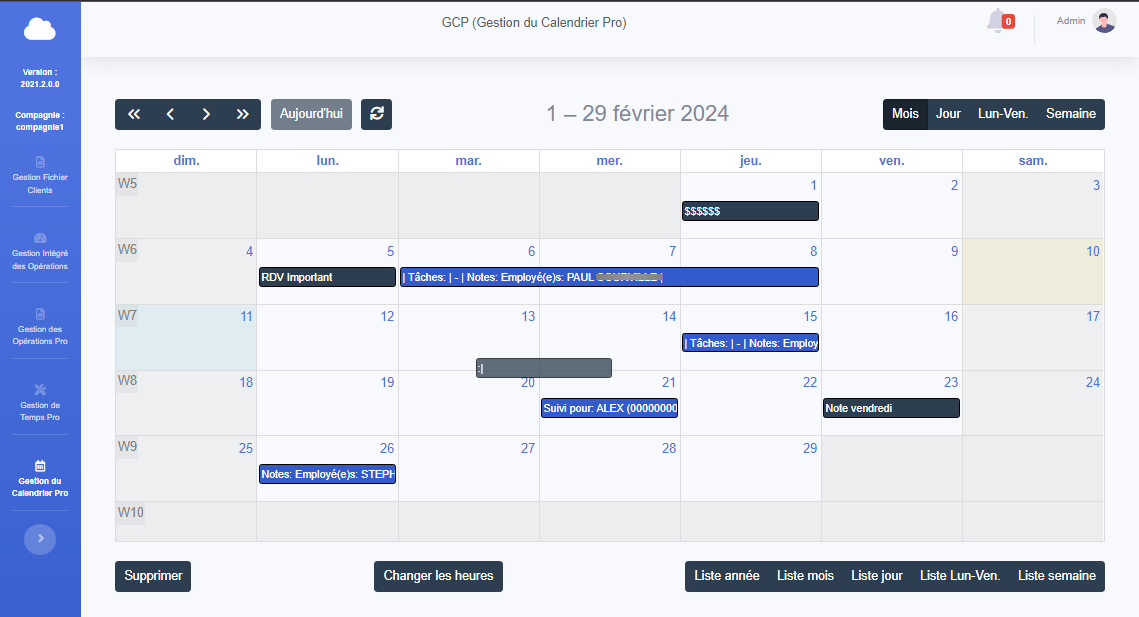 GCP (Gestion du Calendrier Pro)
0
Admin
Version :
2021.2.0.0
Compagnie :
compagnie1
Gestion Fichier
Clients
Gestion Intégré
des Opérations
Gestion des
Opérations Pro
Gestion de
Temps Pro
Gestion du
Calendrier Pro
Aujourd'hui
1 – 29 février 2024
Mois Jour Lun-Ven. Semaine
dim. lun. mar. mer. jeu. ven. sam.
W5 1 2 3
$$$$$$
W6 4 5 6 7 8 9 10
RDV Important | Tâches: | - | Notes: Employé(e)s: PAUL
W7 11 12 13 14 15 16 17
| Tâches: | - | Notes: Employ
:|
W8 18 19 20 21 22 23 24
Suivi pour: ALEX (00000000 Note vendredi
W9 25 26 27 28 29
Notes: Employé(e)s: STEPH
W10
Supprimer Changer les heures Liste année Liste mois Liste jour Liste Lun-Ven. Liste semaine